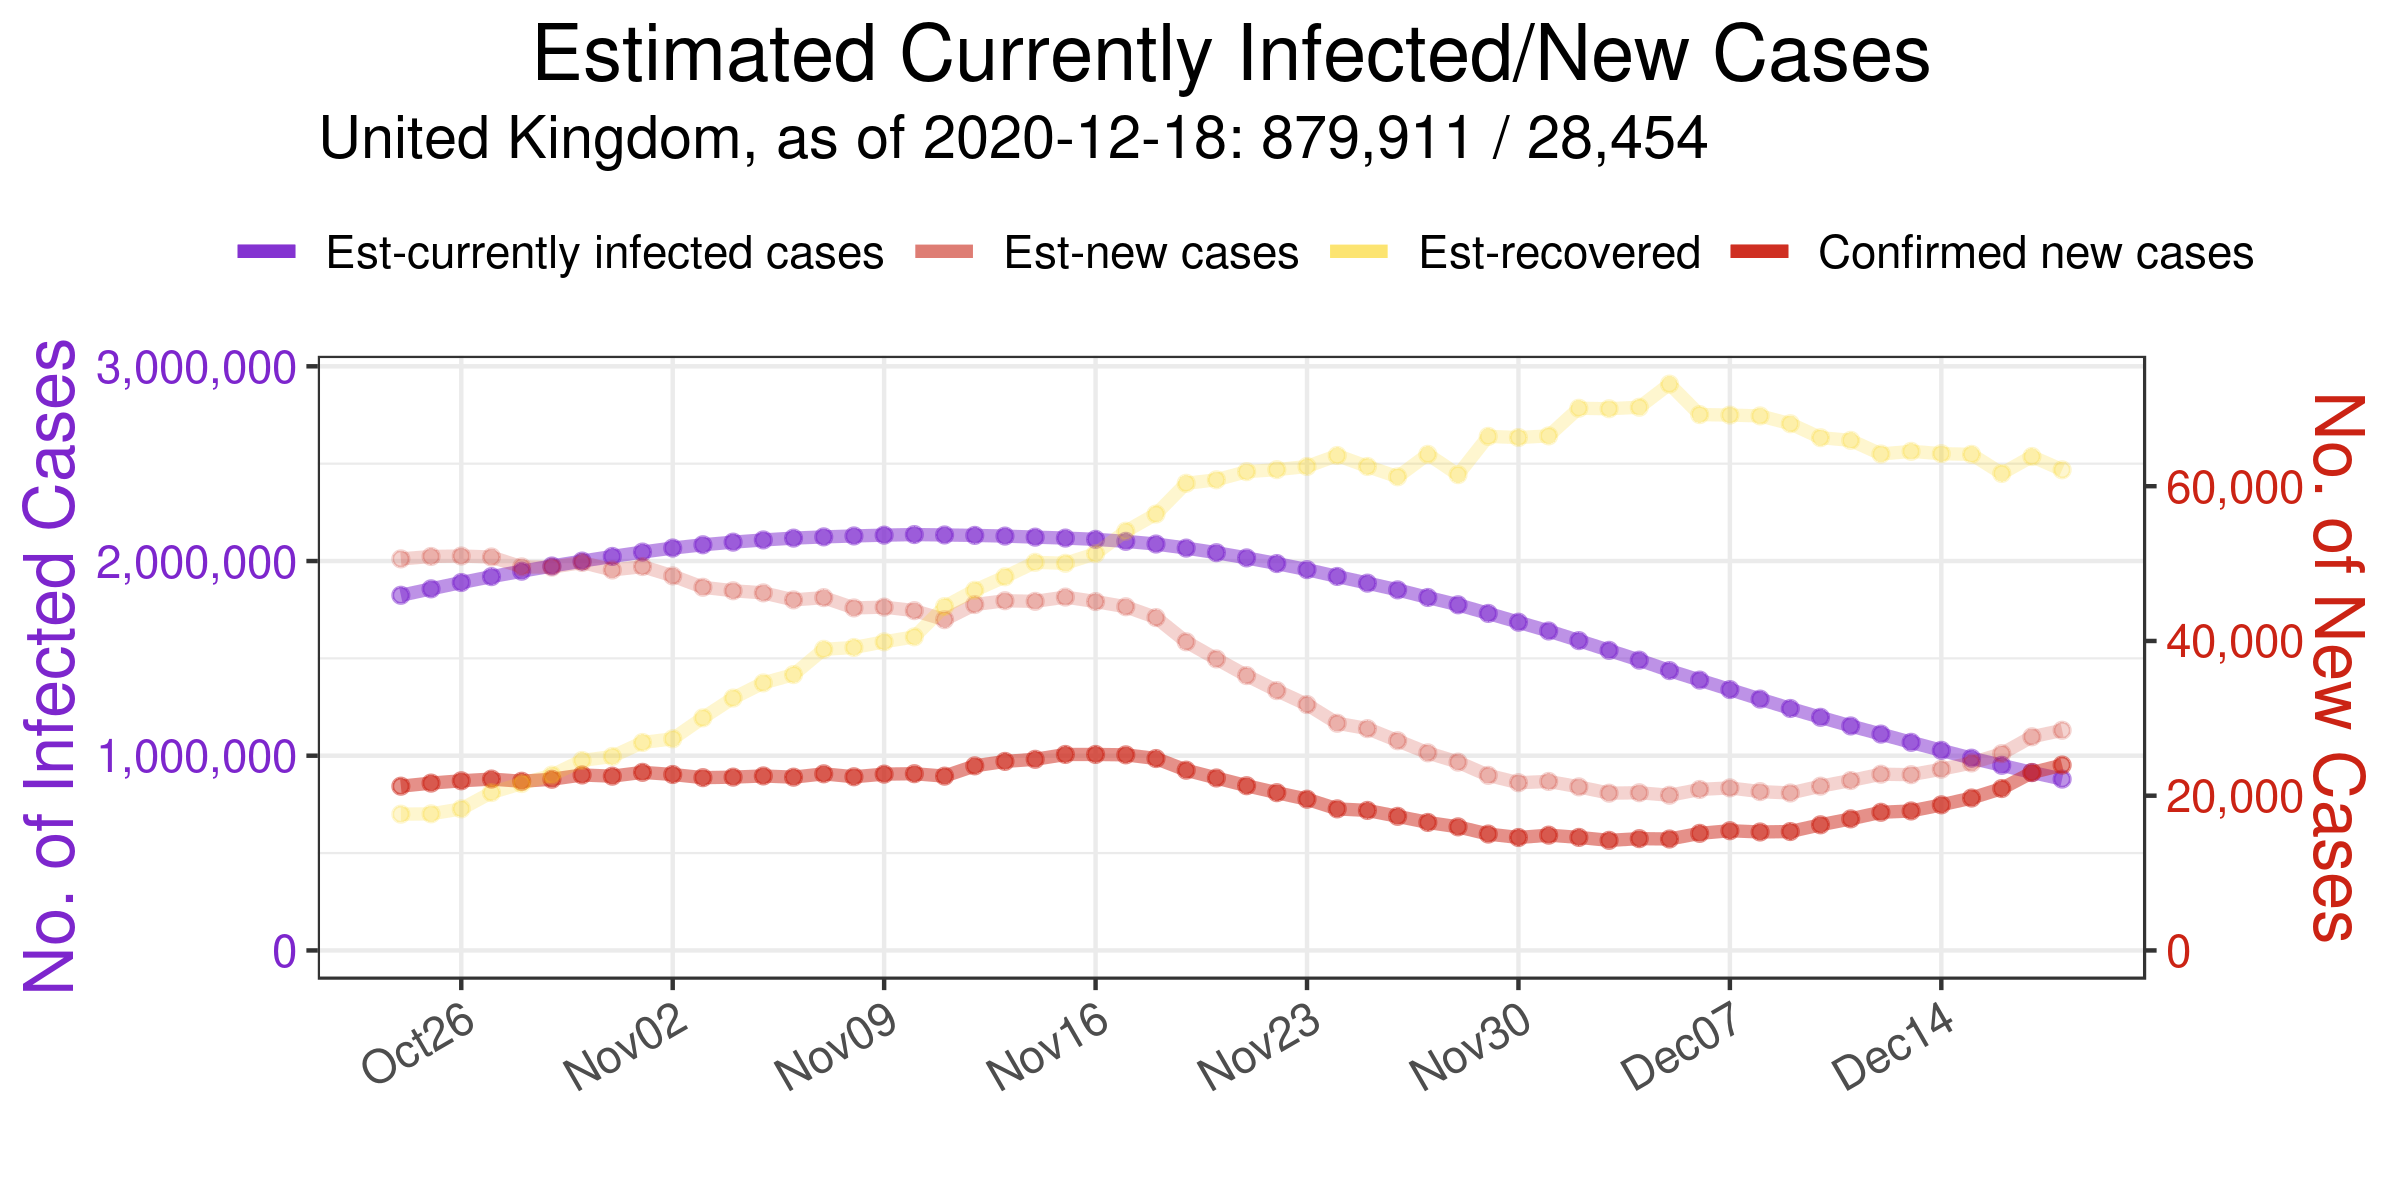 Estimated Currently Infected/New Cases
United Kingdom, as of 2020-12-18: 879,911 / 28,454
Est-currently infected cases Est-new cases Est-recovered Confirmed new cases
No. of Infected Cases
3,000,000
2,000,000
1,000,000
0
60,000
40,000
20,000
0
No. of New Cases
Oct26 Nov02 Nov09 Nov16 Nov23 Nov30 Dec07 Dec14